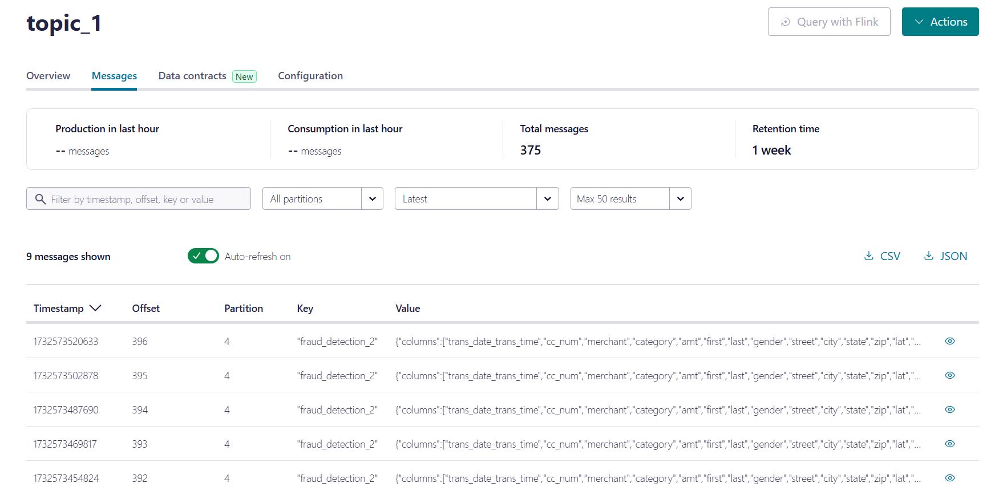 topic_1
Query with Flink
Actions
Overview Messages Data contracts New Configuration
Production in last hour Consumption in last hour Total messages Retention time
-- messages -- messages 375 1 week
Filter by timestamp, offset, key or value All partitions Latest Max 50 results
9 messages shown Auto-refresh on CSV JSON
Timestamp Offset Partition Key Value
1732573520633 396 4 "fraud_detection_2" {"columns":["trans_date_trans_time","cc_num","merchant","category","amt","first","last","gender","street","city","state","zip","lat","...
1732573502878 395 4 "fraud_detection_2" {"columns":["trans_date_trans_time","cc_num","merchant","category","amt","first","last","gender","street","city","state","zip","lat","...
1732573487690 394 4 "fraud_detection_2" {"columns":["trans_date_trans_time","cc_num","merchant","category","amt","first","last","gender","street","city","state","zip","lat","...
1732573469817 393 4 "fraud_detection_2" {"columns":["trans_date_trans_time","cc_num","merchant","category","amt","first","last","gender","street","city","state","zip","lat","...
1732573454824 392 4 "fraud_detection_2" {"columns":["trans_date_trans_time","cc_num","merchant","category","amt","first","last","gender","street","city","state","zip","lat","...